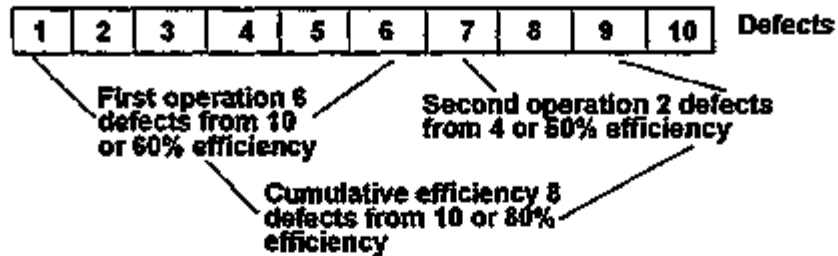 1 2 3 4 5 6 7 8 9 10 Defects
First operation 6
defects from 10
or 60% efficiency
Second operation 2 defects
from 4 or 50% efficiency
Cumulative efficiency 8
defects from 10 or 80%
efficiency